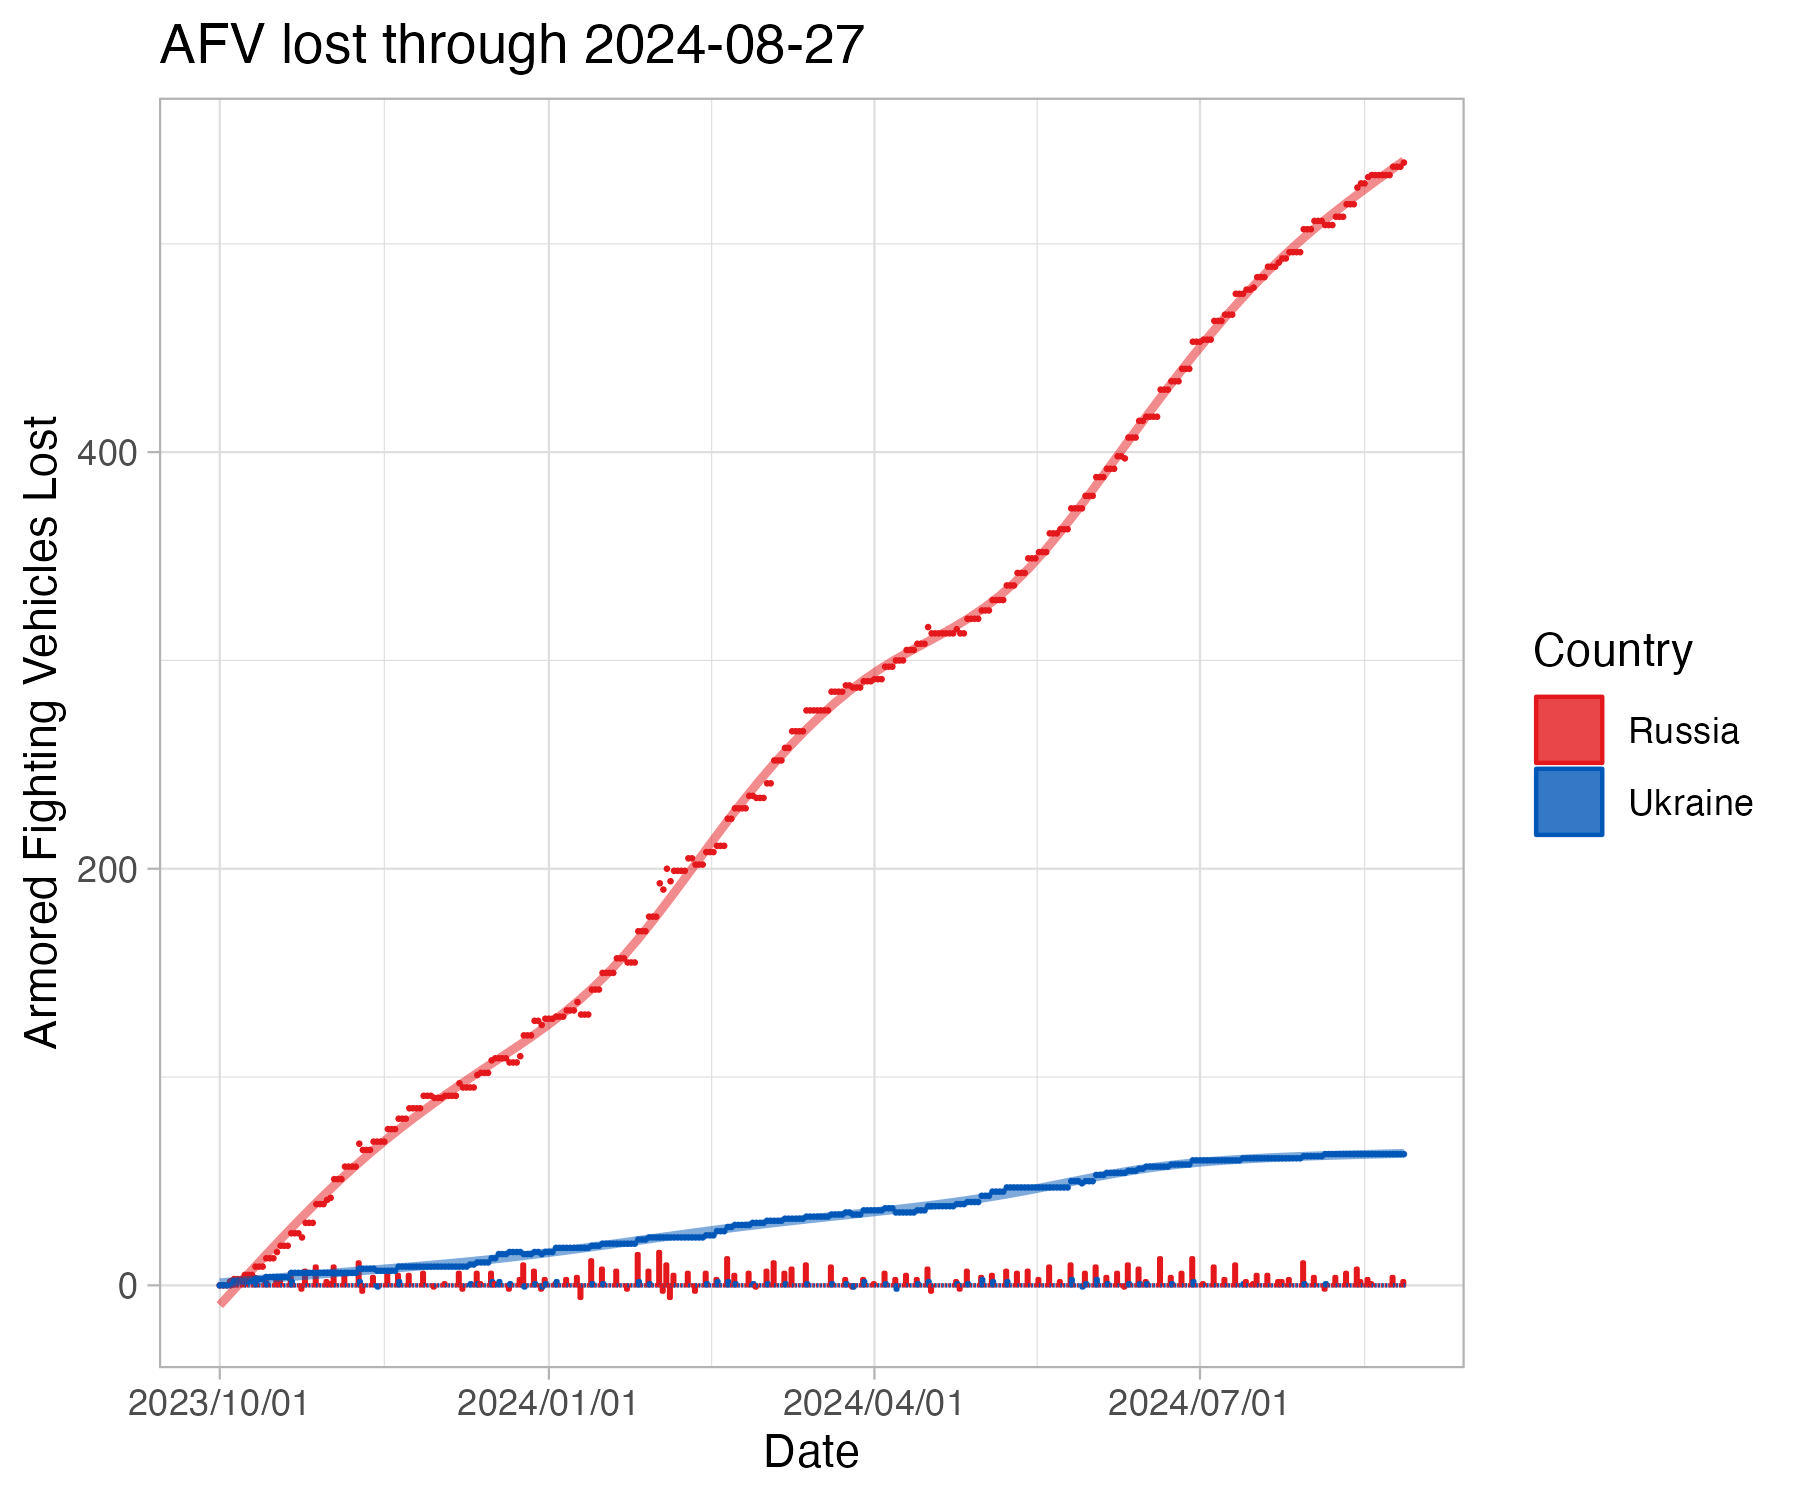 AFV lost through 2024-08-27
Armored Fighting Vehicles Lost
400
200
0
2023/10/01
2024/01/01
2024/04/01
2024/07/01
Date
Country
Russia
Ukraine